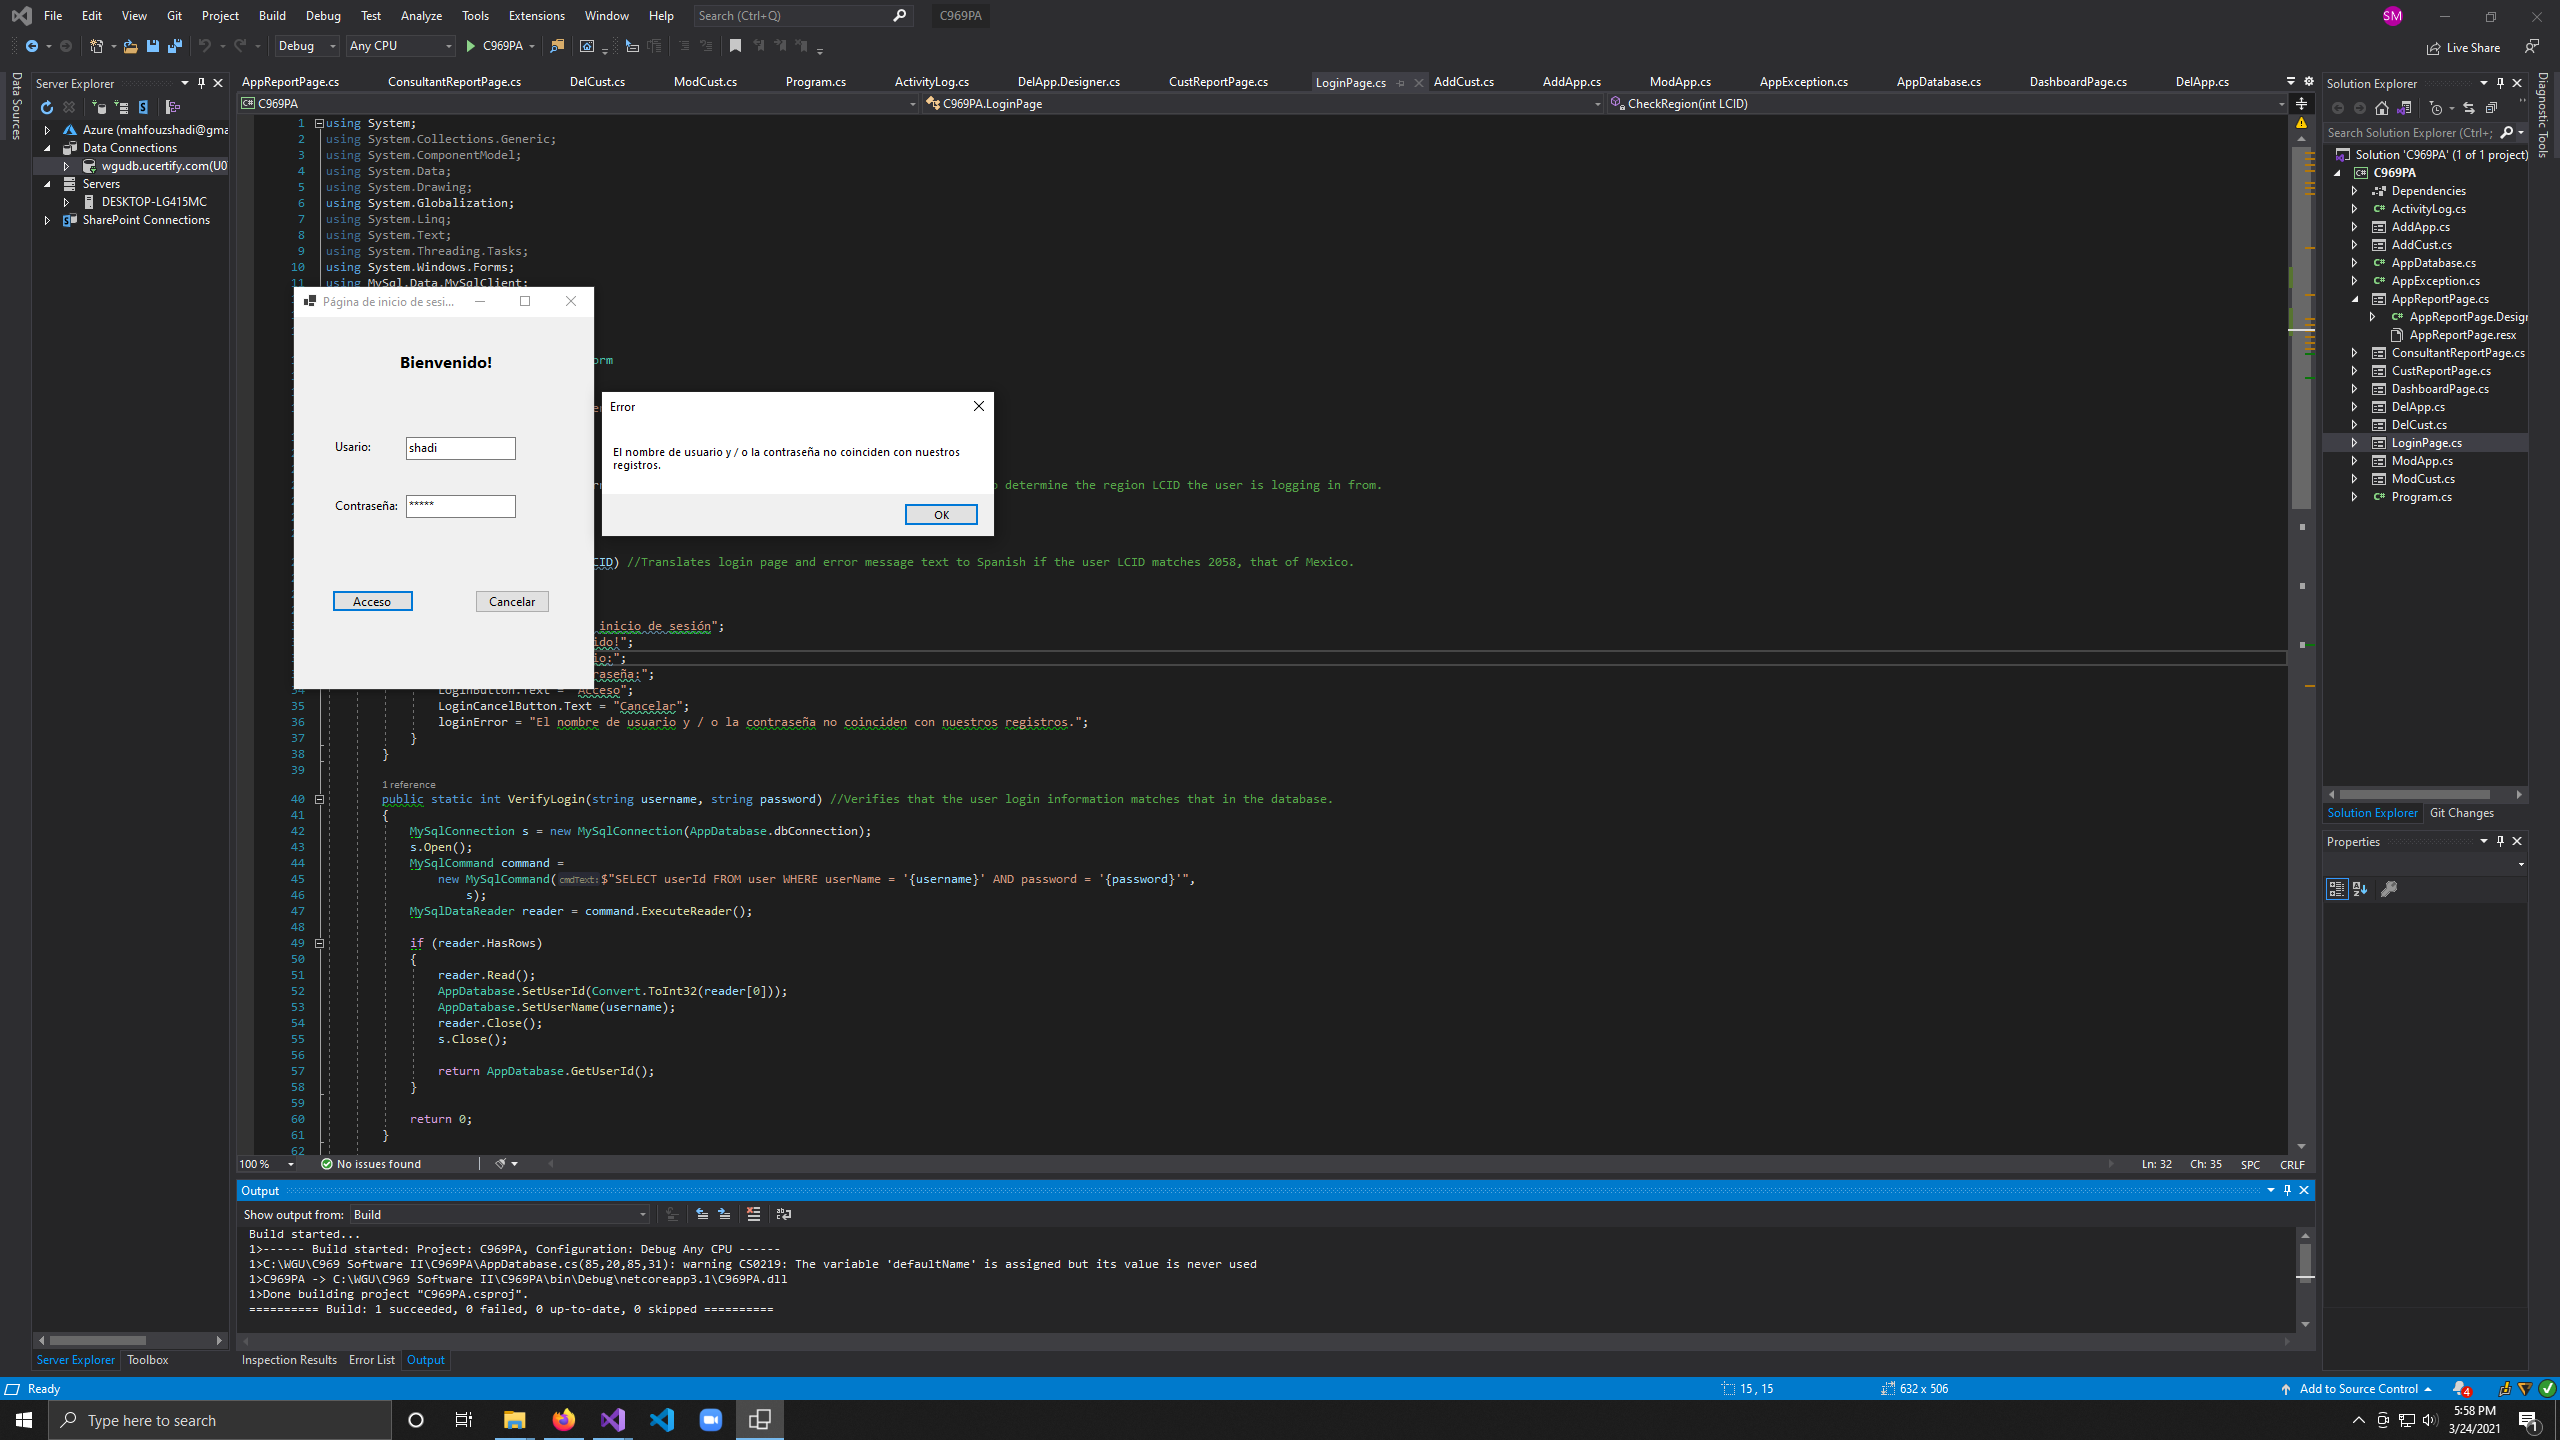 File Edit View Git Project Build Debug Test Analyze Tools Extensions Window Help Search (Ctrl+Q) C969PA SM
Debug Any CPU C969PA Live Share
Data Sources
Server Explorer
Azure (mahfouzshadi@gma
Data Connections
wgudb.ucertify.com(U0
Servers
DESKTOP-LG415MC
SharePoint Connections
Server Explorer Toolbox
AppReportPage.cs ConsultantReportPage.cs DelCust.cs ModCust.cs Program.cs ActivityLog.cs DelApp.Designer.cs CustReportPage.cs LoginPage.cs AddCust.cs AddApp.cs ModApp.cs AppException.cs AppDatabase.cs DashboardPage.cs DelApp.cs
C969PA C969PA.LoginPage CheckRegion(int LCID)
1 using System;
2 using System.Collections.Generic;
3 using System.ComponentModel;
4 using System.Data;
5 using System.Drawing;
6 using System.Globalization;
7 using System.Linq;
8 using System.Text;
9 using System.Threading.Tasks;
10 using System.Windows.Forms;
11 using MySql.Data.MySqlClient;
orm
determine the region LCID the user is logging in from.
CID) //Translates login page and error message text to Spanish if the user LCID matches 2058, that of Mexico.
inicio de sesión";
ido!";
io:";
raseña:";
34 LoginButton.Text = "Acceso";
35 LoginCancelButton.Text = "Cancelar";
36 loginError = "El nombre de usuario y / o la contraseña no coinciden con nuestros registros.";
37 }
38 }
39
1 reference
40 public static int VerifyLogin(string username, string password) //Verifies that the user login information matches that in the database.
41 {
42 MySqlConnection s = new MySqlConnection(AppDatabase.dbConnection);
43 s.Open();
44 MySqlCommand command =
45 new MySqlCommand(cmdText: $"SELECT userId FROM user WHERE userName = '{username}' AND password = '{password}'",
46 s);
47 MySqlDataReader reader = command.ExecuteReader();
48
49 if (reader.HasRows)
50 {
51 reader.Read();
52 AppDatabase.SetUserId(Convert.ToInt32(reader[0]));
53 AppDatabase.SetUserName(username);
54 reader.Close();
55 s.Close();
56
57 return AppDatabase.GetUserId();
58 }
59
60 return 0;
61 }
62
Página de inicio de sesi...
Bienvenido!
Usario: shadi
Contraseña: *****
Acceso Cancelar
Error
El nombre de usuario y / o la contraseña no coinciden con nuestros
registros.
OK
100 % No issues found Ln: 32 Ch: 35 SPC CRLF
Output
Show output from: Build
Build started...
1>------ Build started: Project: C969PA, Configuration: Debug Any CPU ------
1>C:\WGU\C969 Software II\C969PA\AppDatabase.cs(85,20,85,31): warning CS0219: The variable 'defaultName' is assigned but its value is never used
1>C969PA -> C:\WGU\C969 Software II\C969PA\bin\Debug\netcoreapp3.1\C969PA.dll
1>Done building project "C969PA.csproj".
========== Build: 1 succeeded, 0 failed, 0 up-to-date, 0 skipped ==========
Inspection Results Error List Output
Solution Explorer
Search Solution Explorer (Ctrl+;
Solution 'C969PA' (1 of 1 project)
C969PA
Dependencies
ActivityLog.cs
AddApp.cs
AddCust.cs
AppDatabase.cs
AppException.cs
AppReportPage.cs
AppReportPage.Design
AppReportPage.resx
ConsultantReportPage.cs
CustReportPage.cs
DashboardPage.cs
DelApp.cs
DelCust.cs
LoginPage.cs
ModApp.cs
ModCust.cs
Program.cs
Solution Explorer Git Changes
Properties
Diagnostic Tools
Ready 15 , 15 632 x 506 Add to Source Control 4
Type here to search
5:58 PM
3/24/2021
1